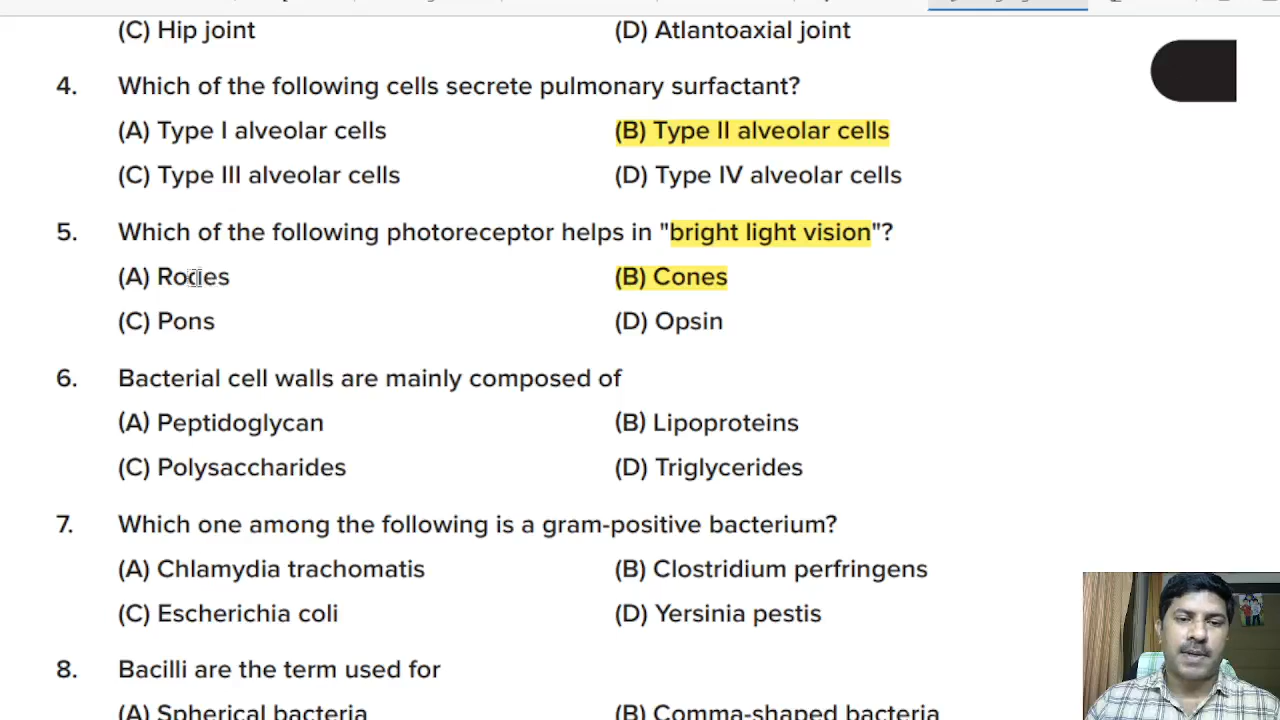 (C) Hip joint (D) Atlantoaxial joint
4. Which of the following cells secrete pulmonary surfactant?
(A) Type I alveolar cells (B) Type II alveolar cells
(C) Type III alveolar cells (D) Type IV alveolar cells
5. Which of the following photoreceptor helps in "bright light vision"?
(A) Rodes (B) Cones
(C) Pons (D) Opsin
6. Bacterial cell walls are mainly composed of
(A) Peptidoglycan (B) Lipoproteins
(C) Polysaccharides (D) Triglycerides
7. Which one among the following is a gram-positive bacterium?
(A) Chlamydia trachomatis (B) Clostridium perfringens
(C) Escherichia coli (D) Yersinia pestis
8. Bacilli are the term used for
(A) Spherical bacteria (B) Comma-shaped bacteria